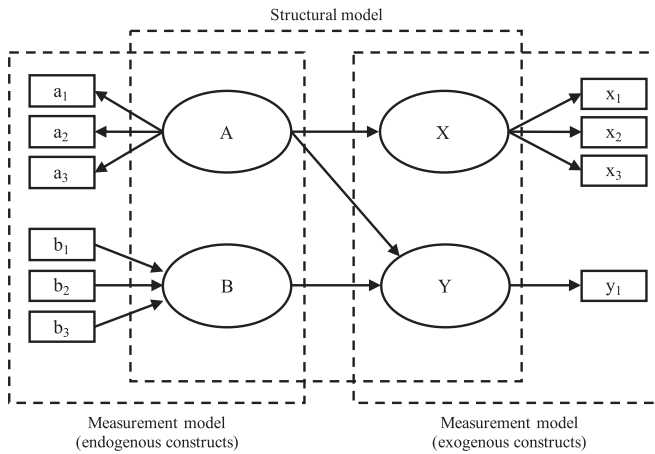 Structural model
a₁
a₂
a₃
A
X
x₁
x₂
x₃
b₁
b₂
b₃
B
Y
y₁
Measurement model
(endogenous constructs)
Measurement model
(exogenous constructs)